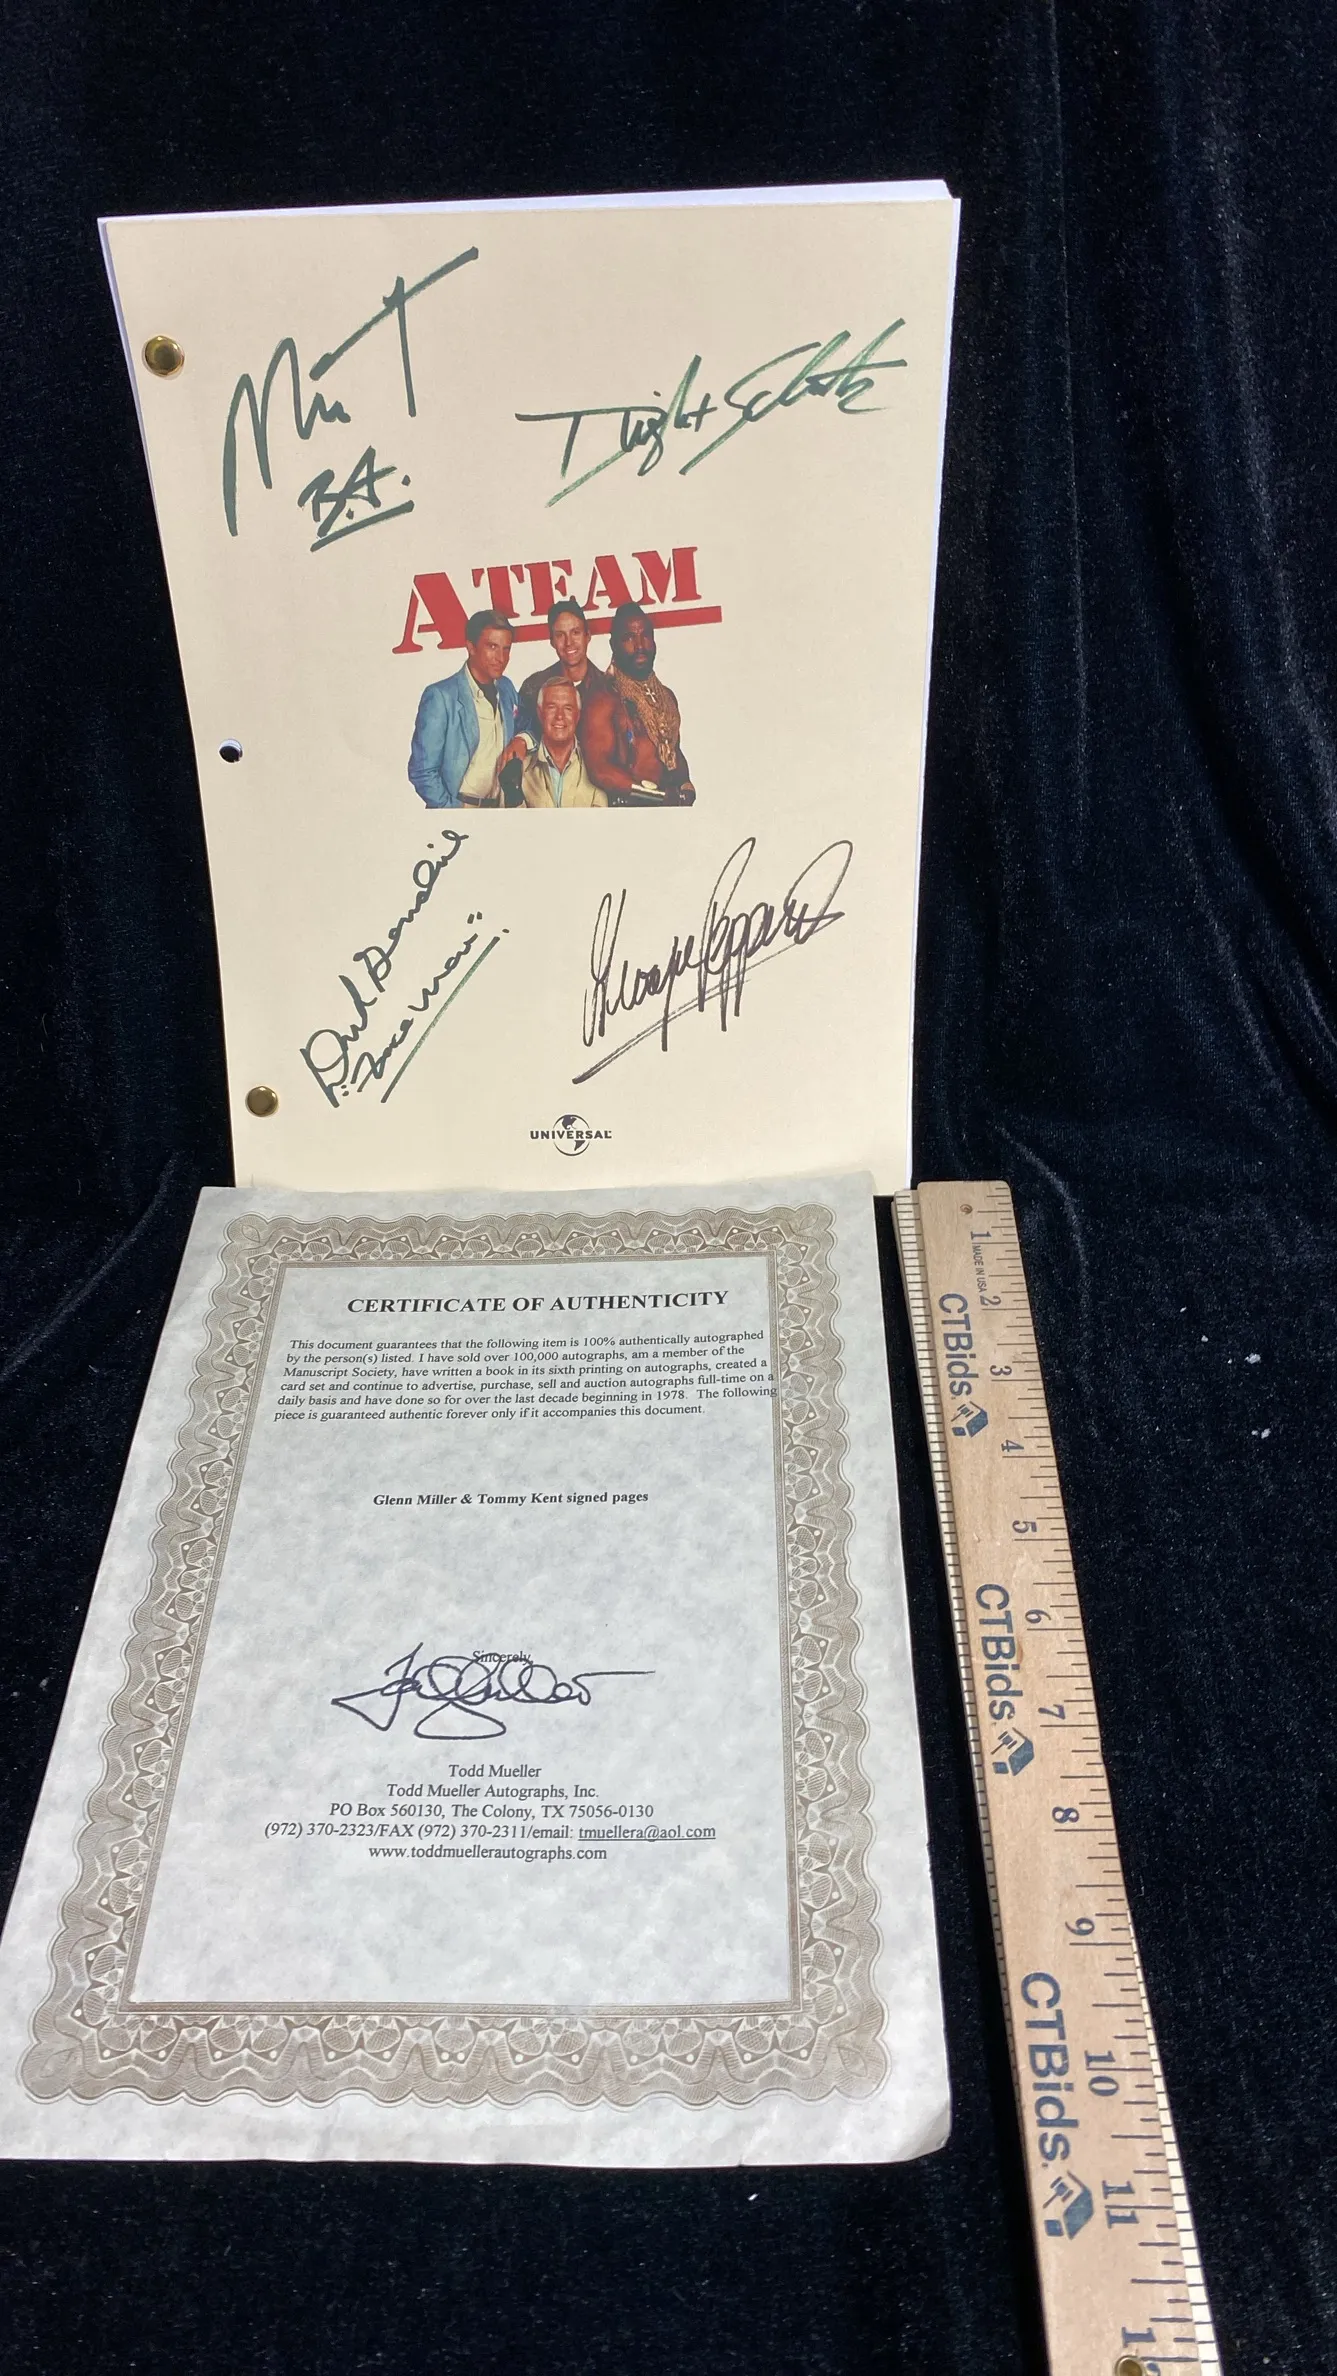 Mr. T
B.A.
Dwight Schultz
A TEAM
Dirk Benedict
"Faceman".
George Peppard
UNIVERSAL
CERTIFICATE OF AUTHENTICITY
This document guarantees that the following item is 100% authentically autographed
by the person(s) listed. I have sold over 100,000 autographs, am a member of the
Manuscript Society, have written a book in its sixth printing on autographs, created a
card set and continue to advertise, purchase, sell and auction autographs full-time on a
daily basis and have done so for over the last decade beginning in 1978. The following
piece is guaranteed authentic forever only if it accompanies this document.
Glenn Miller & Tommy Kent signed pages
Sincerely,
Todd Mueller
Todd Mueller Autographs, Inc.
PO Box 560130, The Colony, TX 75056-0130
(972) 370-2323/FAX (972) 370-2311/email: tmuellera@aol.com
www.toddmuellerautographs.com
1 2 3 4 5 6 7 8 9 10 11
MADE IN USA
CTBids
CTBids
CTBids